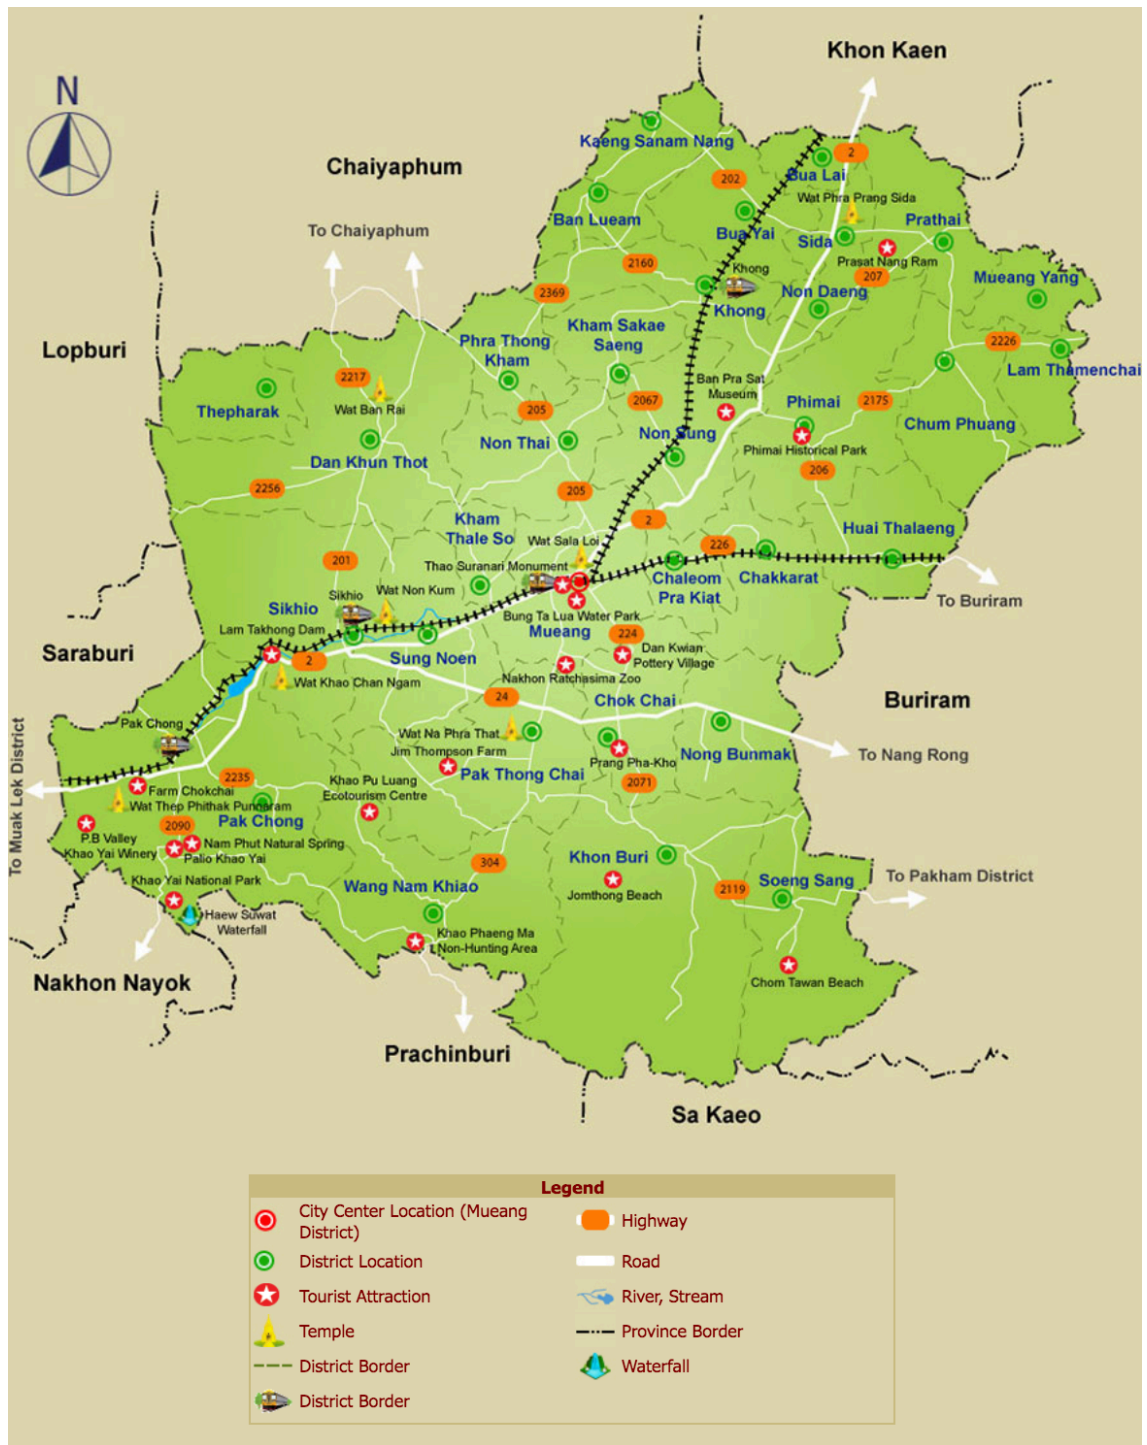 Khon Kaen
N
Kaeng Sanam Nang
2
Chaiyaphum
Bua Lai
202
Wat Phra Prang Sida
Ban Lueam
Prathai
To Chaiyaphum
Bua Yai
Sida
Prasat Nang Ram
2160
Khong
207
Mueang Yang
2369
Non Daeng
Khong
Kham Sakae
Saeng
Phra Thong
Kham
2226
Lopburi
Lam Thamenchai
2217
Ban Pra Sat
Museum
Thepharak
Wat Ban Rai
205
2067
Phimai
2175
Chum Phuang
Non Thai
Non Sung
Phimai Historical Park
Dan Khun Thot
206
2256
205
Kham
Thale So
2
Huai Thalaeng
Wat Sala Loi
226
201
Thao Suranari Monument
Chaleom
Pra Kiat
Chakkarat
Wat Non Kum
Sikhio
Sikhio
To Buriram
Bung Ta Lua Water Park
Lam Takhong Dam
Mueang
224
Saraburi
Dan Kwian
Pottery Village
2
Sung Noen
Nakhon Ratchasima Zoo
Wat Khao Chan Ngam
24
Chok Chai
Buriram
Pak Chong
Wat Na Phra That
Jim Thompson Farm
Nong Bunmak
To Nang Rong
Prang Pha-Kho
Pak Thong Chai
2235
Khao Pu Luang
Ecotourism Centre
2071
To Muak Lek District
Farm Chokchai
Wat Thep Phithak Punnaram
Pak Chong
2090
P.B Valley
Khao Yai Winery
Nam Phut Natural Spring
Palio Khao Yai
304
Khon Buri
Khao Yai National Park
Wang Nam Khiao
Jomthong Beach
2119
Soeng Sang
To Pakham District
Haew Suwat
Waterfall
Khao Phaeng Ma
Non-Hunting Area
Nakhon Nayok
Chom Tawan Beach
Prachinburi
Sa Kaeo
Legend
City Center Location (Mueang
District)
Highway
District Location
Road
Tourist Attraction
River, Stream
Temple
Province Border
District Border
Waterfall
District Border